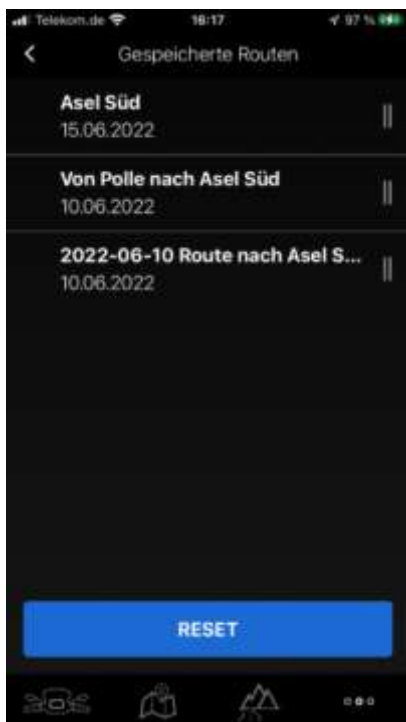 Telekom.de 16:17 97 %
Gespeicherte Routen
Asel Süd
15.06.2022
Von Polle nach Asel Süd
10.06.2022
2022-06-10 Route nach Asel S...
10.06.2022
RESET